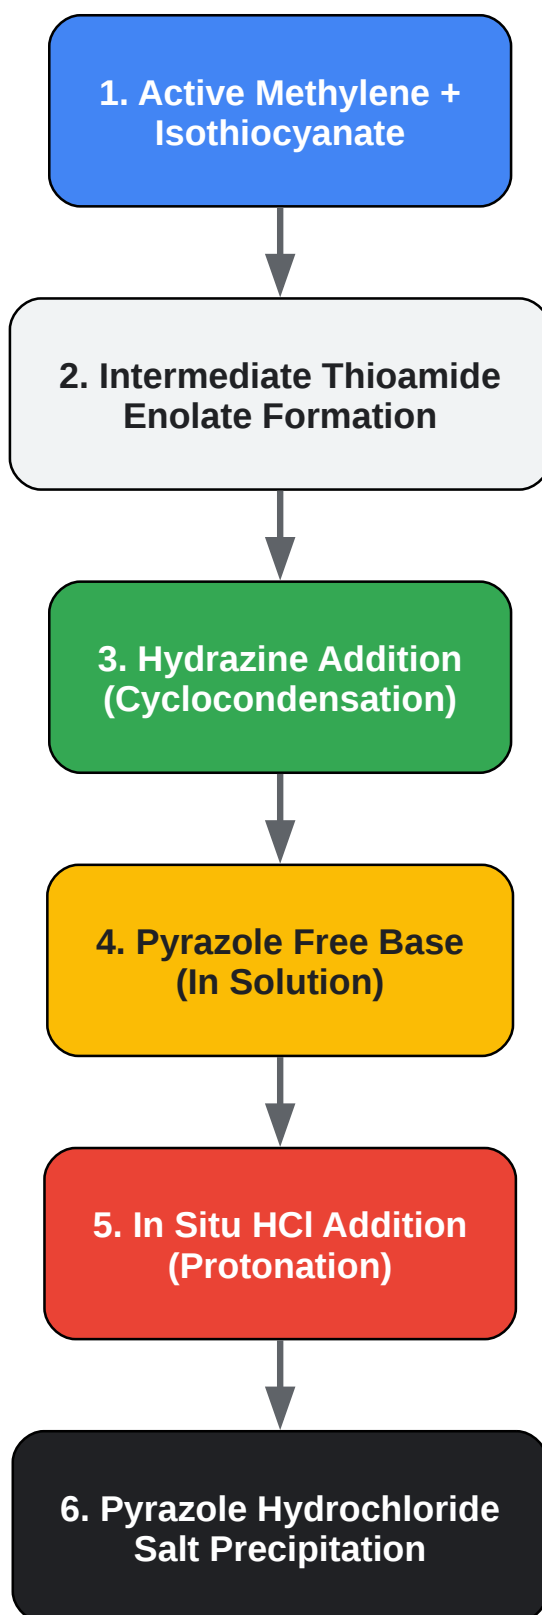 1. Active Methylene +
Isothiocyanate
2. Intermediate Thioamide
Enolate Formation
3. Hydrazine Addition
(Cyclocondensation)
4. Pyrazole Free Base
(In Solution)
5. In Situ HCl Addition
(Protonation)
6. Pyrazole Hydrochloride
Salt Precipitation